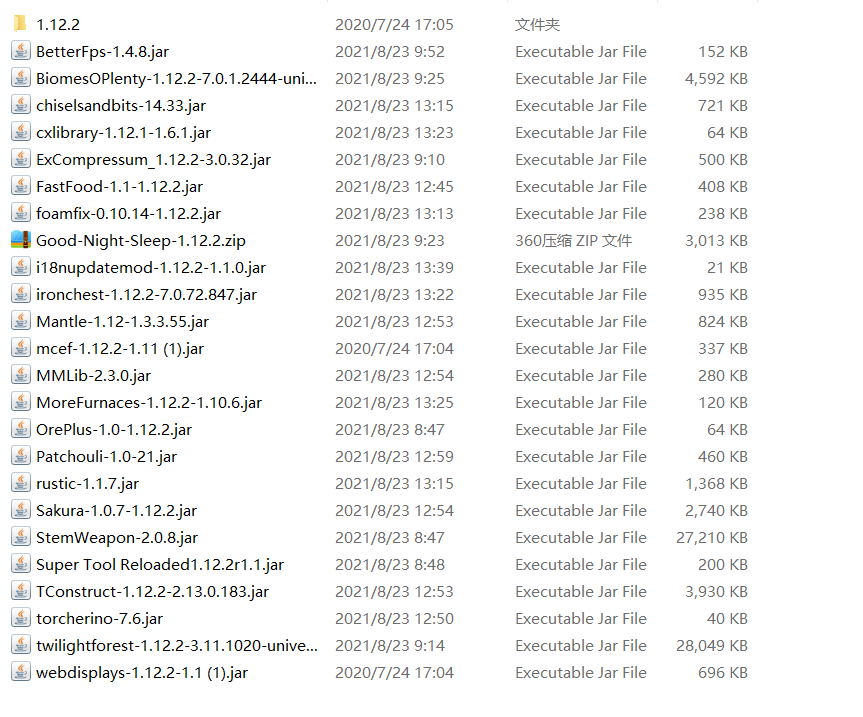 1.12.2 2020/7/24 17:05 文件夹
BetterFps-1.4.8.jar 2021/8/23 9:52 Executable Jar File 152 KB
BiomesOPlenty-1.12.2-7.0.1.2444-uni... 2021/8/23 9:25 Executable Jar File 4,592 KB
chiselsandbits-14.33.jar 2021/8/23 13:15 Executable Jar File 721 KB
cxlibrary-1.12.1-1.6.1.jar 2021/8/23 13:23 Executable Jar File 64 KB
ExCompressum_1.12.2-3.0.32.jar 2021/8/23 9:10 Executable Jar File 500 KB
FastFood-1.1-1.12.2.jar 2021/8/23 12:45 Executable Jar File 408 KB
foamfix-0.10.14-1.12.2.jar 2021/8/23 13:13 Executable Jar File 238 KB
Good-Night-Sleep-1.12.2.zip 2021/8/23 9:23 360压缩 ZIP 文件 3,013 KB
i18nupdatemod-1.12.2-1.1.0.jar 2021/8/23 13:39 Executable Jar File 21 KB
ironchest-1.12.2-7.0.72.847.jar 2021/8/23 13:22 Executable Jar File 935 KB
Mantle-1.12-1.3.3.55.jar 2021/8/23 12:53 Executable Jar File 824 KB
mcef-1.12.2-1.11 (1).jar 2020/7/24 17:04 Executable Jar File 337 KB
MMLib-2.3.0.jar 2021/8/23 12:54 Executable Jar File 280 KB
MoreFurnaces-1.12.2-1.10.6.jar 2021/8/23 13:25 Executable Jar File 120 KB
OrePlus-1.0-1.12.2.jar 2021/8/23 8:47 Executable Jar File 64 KB
Patchouli-1.0-21.jar 2021/8/23 12:59 Executable Jar File 460 KB
rustic-1.1.7.jar 2021/8/23 13:15 Executable Jar File 1,368 KB
Sakura-1.0.7-1.12.2.jar 2021/8/23 12:54 Executable Jar File 2,740 KB
StemWeapon-2.0.8.jar 2021/8/23 8:47 Executable Jar File 27,210 KB
Super Tool Reloaded1.12.2r1.1.jar 2021/8/23 8:48 Executable Jar File 200 KB
TConstruct-1.12.2-2.13.0.183.jar 2021/8/23 12:53 Executable Jar File 3,930 KB
torcherino-7.6.jar 2021/8/23 12:50 Executable Jar File 40 KB
twilightforest-1.12.2-3.11.1020-unive... 2021/8/23 9:14 Executable Jar File 28,049 KB
webdisplays-1.12.2-1.1 (1).jar 2020/7/24 17:04 Executable Jar File 696 KB